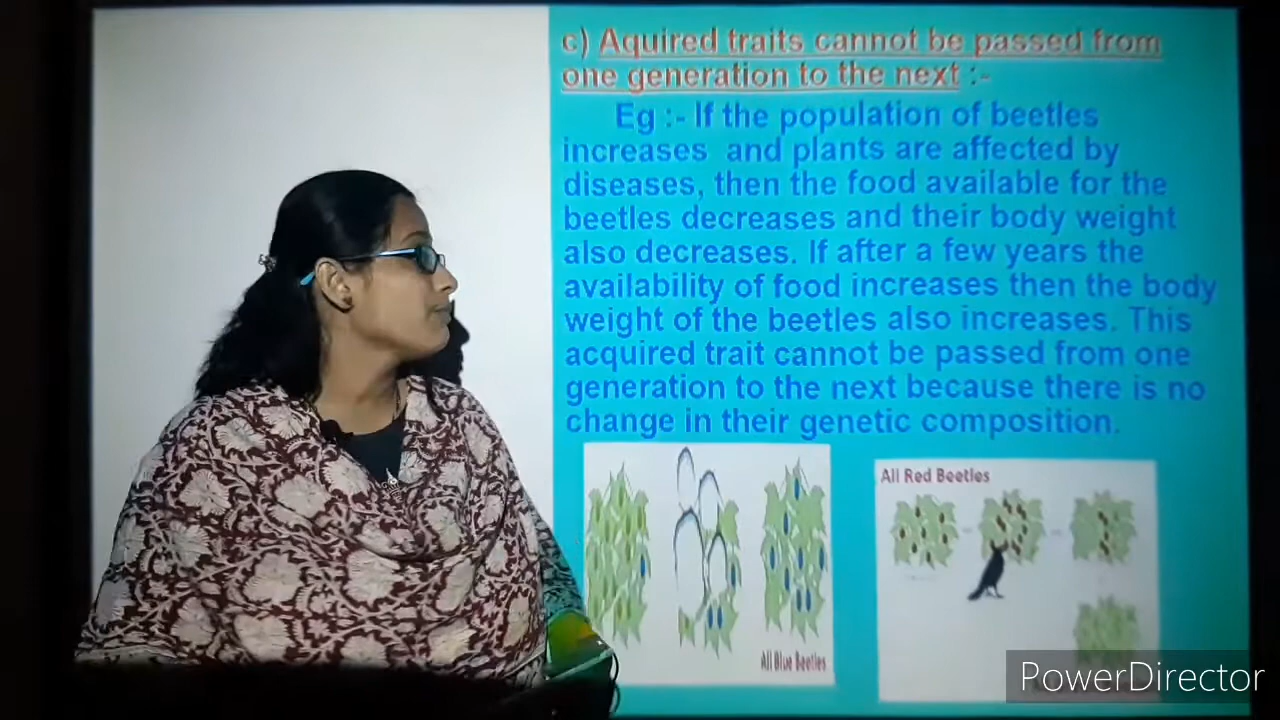 c) Aquired traits cannot be passed from
one generation to the next :-
Eg :- If the population of beetles
increases and plants are affected by
diseases, then the food available for the
beetles decreases and their body weight
also decreases. If after a few years the
availability of food increases then the body
weight of the beetles also increases. This
acquired trait cannot be passed from one
generation to the next because there is no
change in their genetic composition.
All Blue Beetles
All Red Beetles
PowerDirector